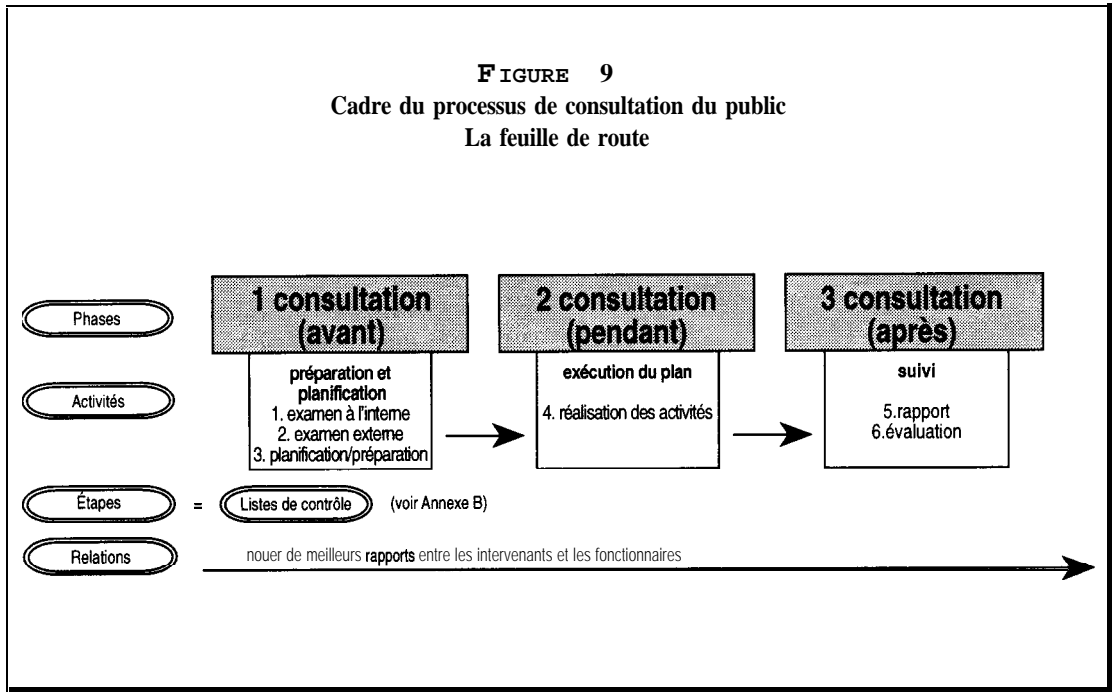 FIGURE 9
Cadre du processus de consultation du public
La feuille de route
Phases
1 consultation
(avant)
2 consultation
(pendant)
3 consultation
(après)
Activités
préparation et
planification
1. examen à l'interne
2. examen externe
3. planification/préparation
exécution du plan
4. réalisation des activités
suivi
5.rapport
6.évaluation
Étapes = Listes de contrôle (voir Annexe B)
Relations nouer de meilleurs rapports entre les intervenants et les fonctionnaires